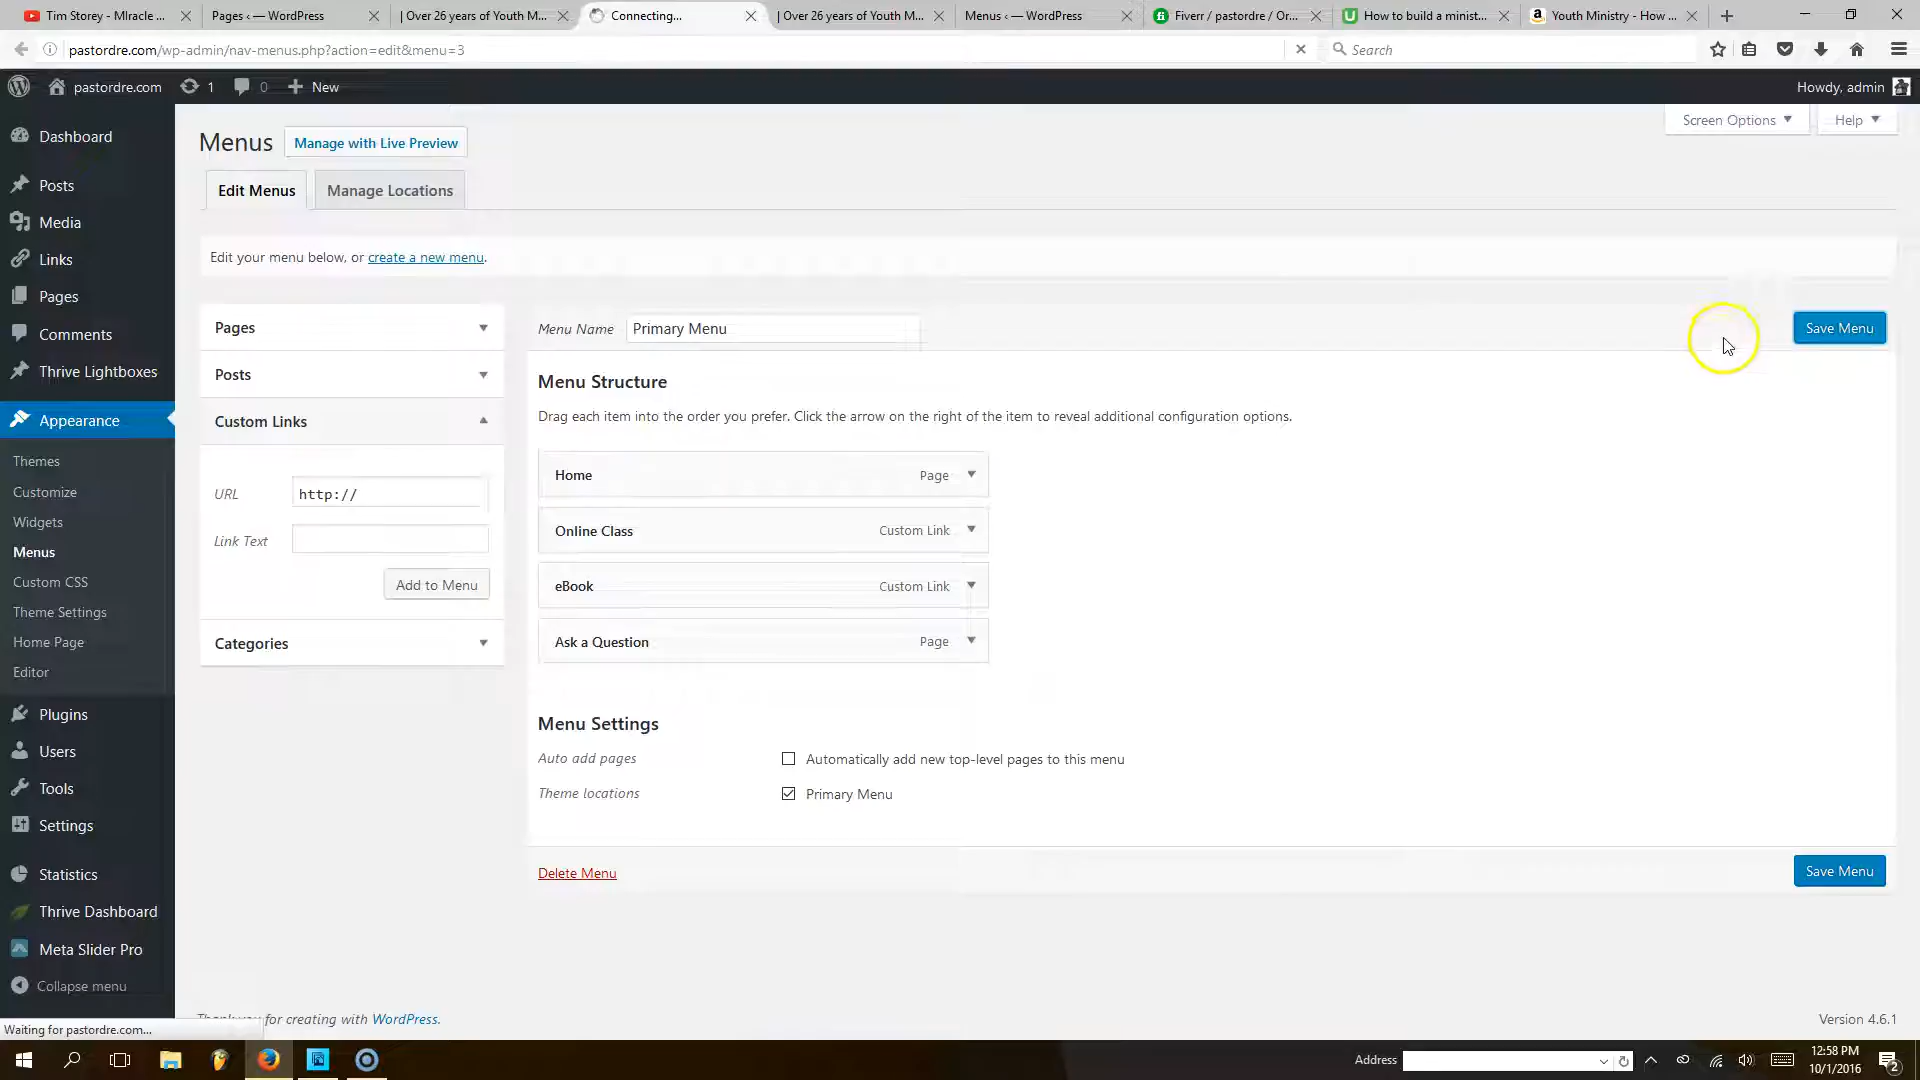 Tim Storey - MIracle ...
Pages ‹ — WordPress
| Over 26 years of Youth M...
Connecting...
| Over 26 years of Youth M...
Menus ‹ — WordPress
Fiverr / pastordre / Or...
How to build a minist...
Youth Ministry - How ...
pastordre.com/wp-admin/nav-menus.php?action=edit&menu=3
Search
pastordre.com
1
0
New
Howdy, admin
Dashboard
Posts
Media
Links
Pages
Comments
Thrive Lightboxes
Appearance
Themes
Customize
Widgets
Menus
Custom CSS
Theme Settings
Home Page
Editor
Plugins
Users
Tools
Settings
Statistics
Thrive Dashboard
Meta Slider Pro
Collapse menu
Screen Options
Help
Menus
Manage with Live Preview
Edit Menus
Manage Locations
Edit your menu below, or create a new menu.
Pages
Posts
Custom Links
URL
http://
Link Text
Add to Menu
Categories
Menu Name
Primary Menu
Save Menu
Menu Structure
Drag each item into the order you prefer. Click the arrow on the right of the item to reveal additional configuration options.
Home
Page
Online Class
Custom Link
eBook
Custom Link
Ask a Question
Page
Menu Settings
Auto add pages
Automatically add new top-level pages to this menu
Theme locations
Primary Menu
Delete Menu
Save Menu
Thank you for creating with WordPress.
Version 4.6.1
Waiting for pastordre.com...
Address
12:58 PM
10/1/2016
2